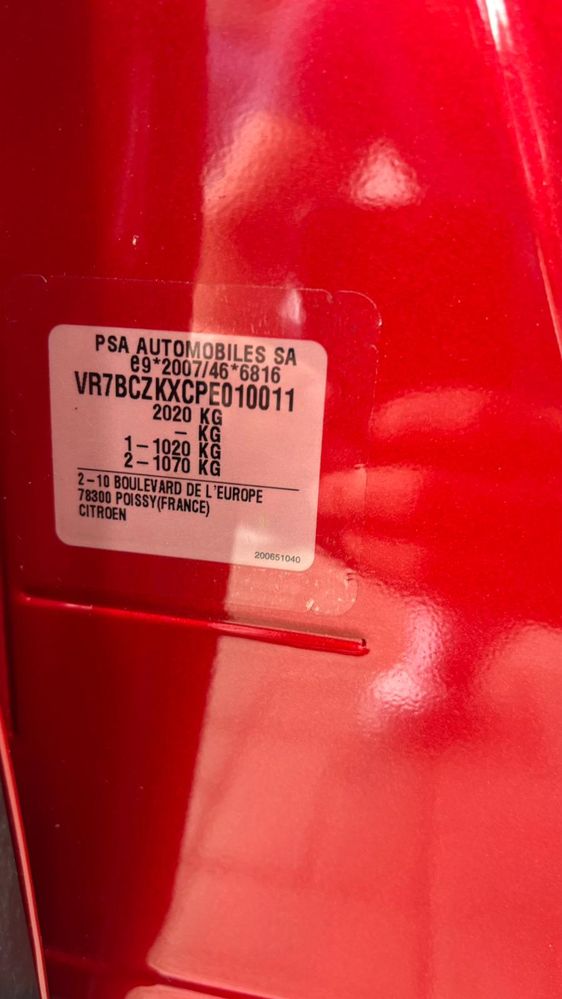 PSA AUTOMOBILES SA
e9*2007/46*6816
VR7BCZKXCPE010011
2020 KG
– KG
1–1020 KG
2–1070 KG
2–10 BOULEVARD DE L'EUROPE
78300 POISSY(FRANCE)
CITROEN
200651040